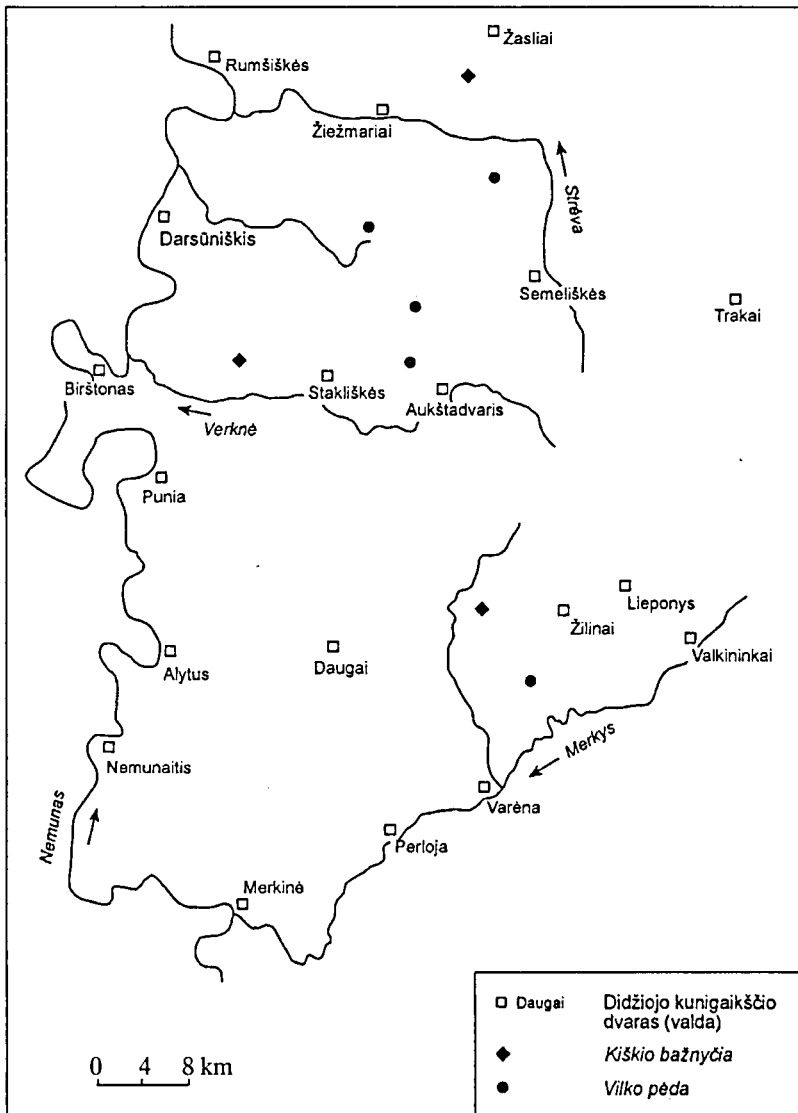 Žasliai
Rumšiškės
Žiežmariai
Strėva
Darsūniškis
Semeliškės
Trakai
Birštonas
Stakliškės
Aukštadvaris
Verknė
Punia
Lieponys
Žilinai
Valkininkai
Alytus
Daugai
Merkys
Nemunaitis
Varėna
Nemunas
Perloja
Merkinė
Daugai Didžiojo kunigaikščio
dvaras (valda)
Kiškio bažnyčia
Vilko pėda
0 4 8 km